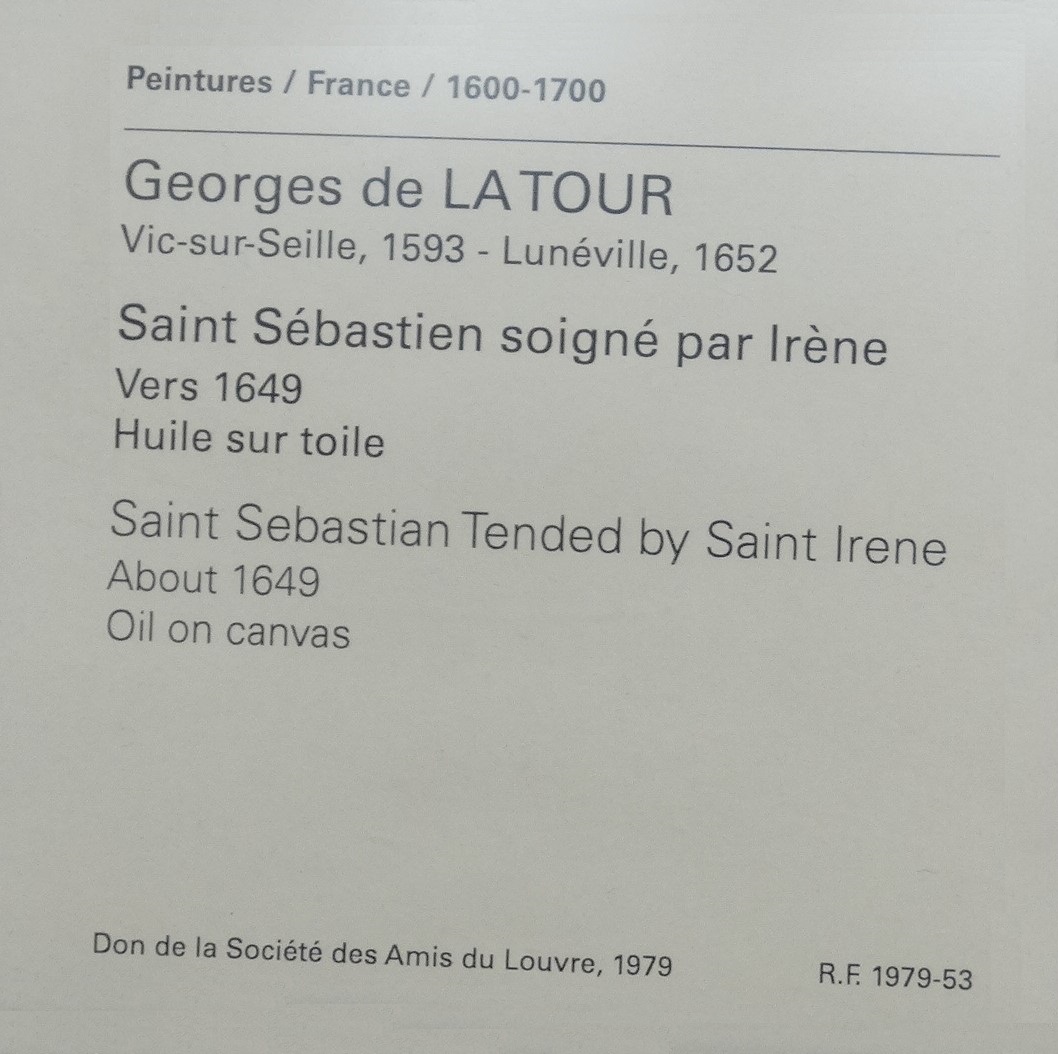 Peintures / France / 1600-1700
Georges de LA TOUR
Vic-sur-Seille, 1593 - Lunéville, 1652
Saint Sébastien soigné par Irène
Vers 1649
Huile sur toile
Saint Sebastian Tended by Saint Irene
About 1649
Oil on canvas
Don de la Société des Amis du Louvre, 1979
R.F. 1979-53